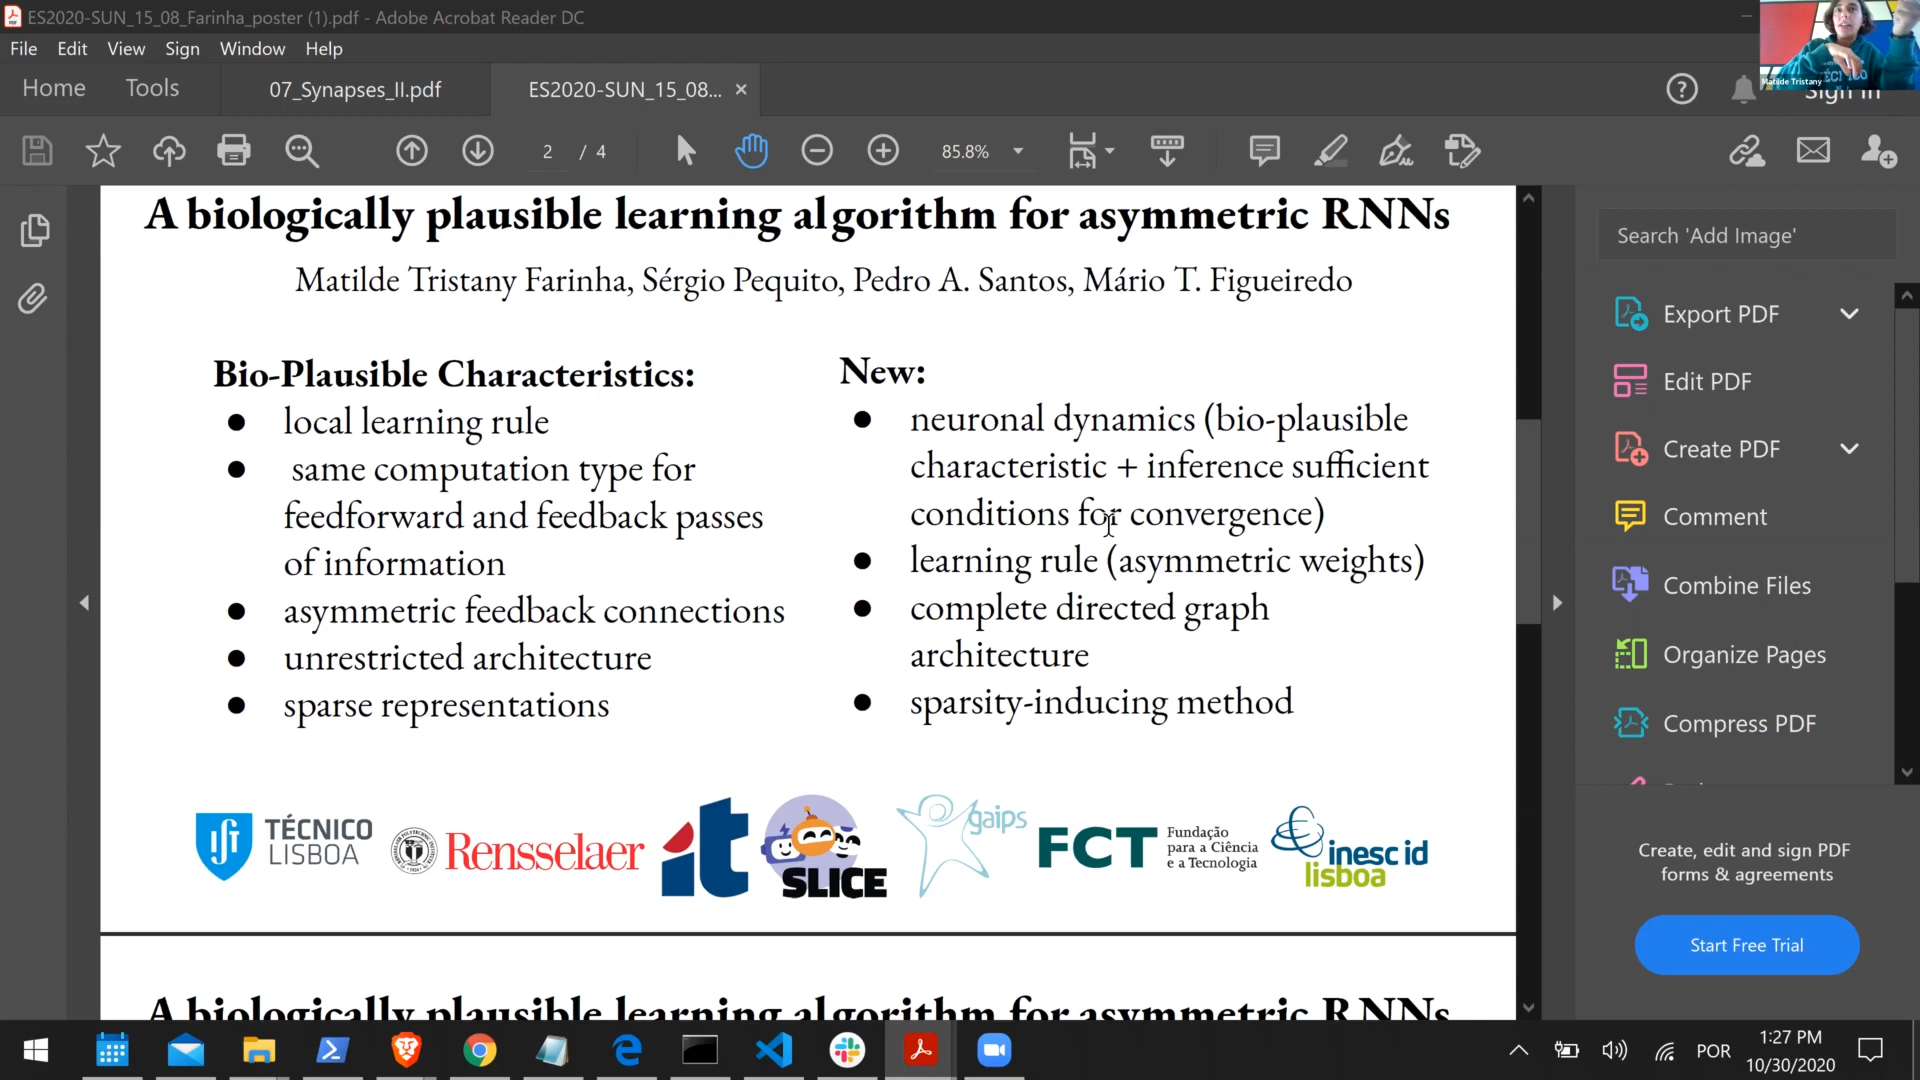 ES2020-SUN_15_08_Farinha_poster (1).pdf - Adobe Acrobat Reader DC
File Edit View Sign Window Help
Home Tools 07_Synapses_II.pdf ES2020-SUN_15_08...
Matilde Tristany
Sign In
2 / 4 85.8%
A biologically plausible learning algorithm for asymmetric RNNs
Matilde Tristany Farinha, Sérgio Pequito, Pedro A. Santos, Mário T. Figueiredo
Bio-Plausible Characteristics:
● local learning rule
● same computation type for
feedforward and feedback passes
of information
● asymmetric feedback connections
● unrestricted architecture
● sparse representations
New:
● neuronal dynamics (bio-plausible
characteristic + inference sufficient
conditions for convergence)
● learning rule (asymmetric weights)
● complete directed graph
architecture
● sparsity-inducing method
TÉCNICO
LISBOA
Rensselaer
it
SLICE
gaips
FCT
Fundação
para a Ciência
e a Tecnologia
inesc id
lisboa
A biologically plausible learning algorithm for asymmetric RNNs
Search 'Add Image'
Export PDF
Edit PDF
Create PDF
Comment
Combine Files
Organize Pages
Compress PDF
Create, edit and sign PDF
forms & agreements
Start Free Trial
POR
1:27 PM
10/30/2020